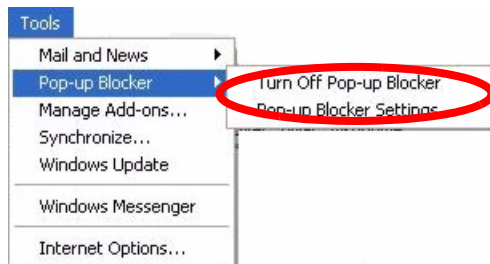 Tools
Mail and News
Pop-up Blocker
Turn Off Pop-up Blocker
Manage Add-ons...
Pop-up Blocker Settings
Synchronize...
Windows Update
Windows Messenger
Internet Options...